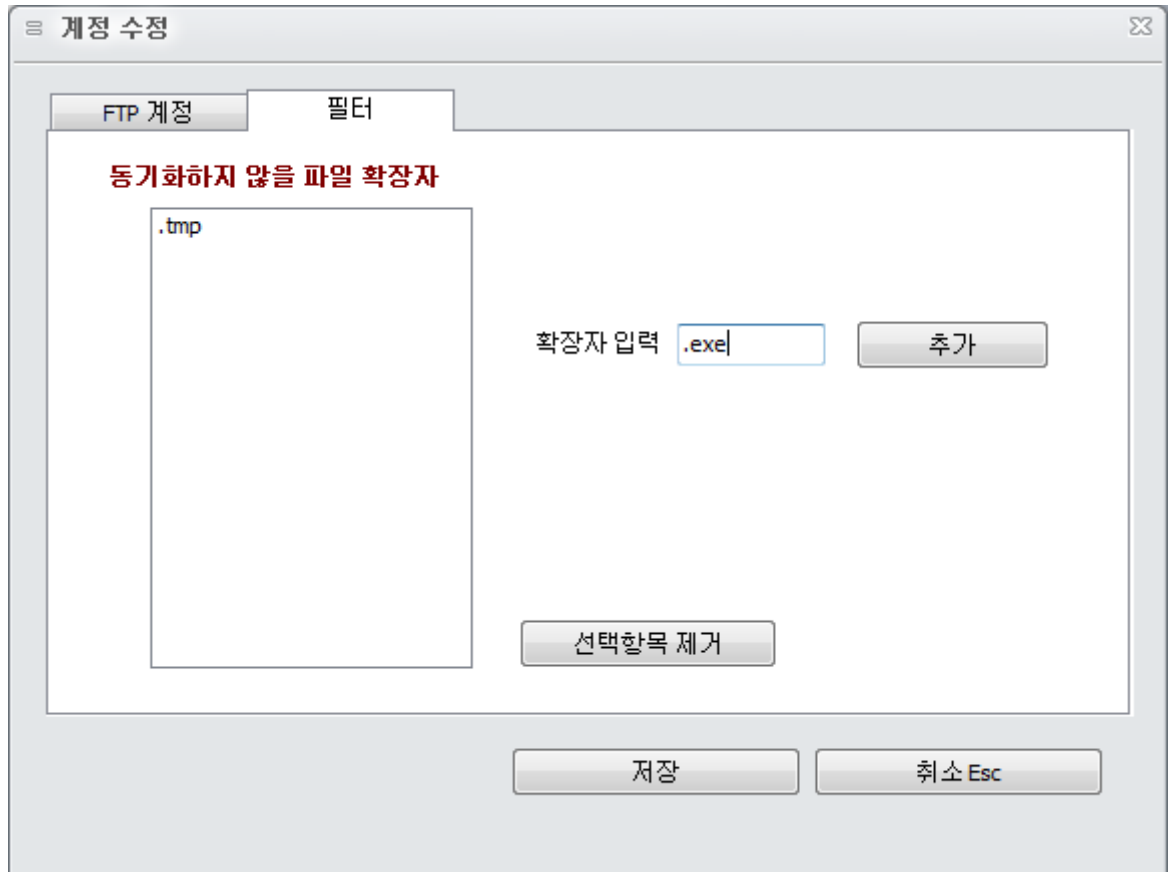 계정 수정
FTP 계정
필터
동기화하지 않을 파일 확장자
.tmp
확장자 입력 .exe 추가
선택항목 제거
저장 취소 Esc